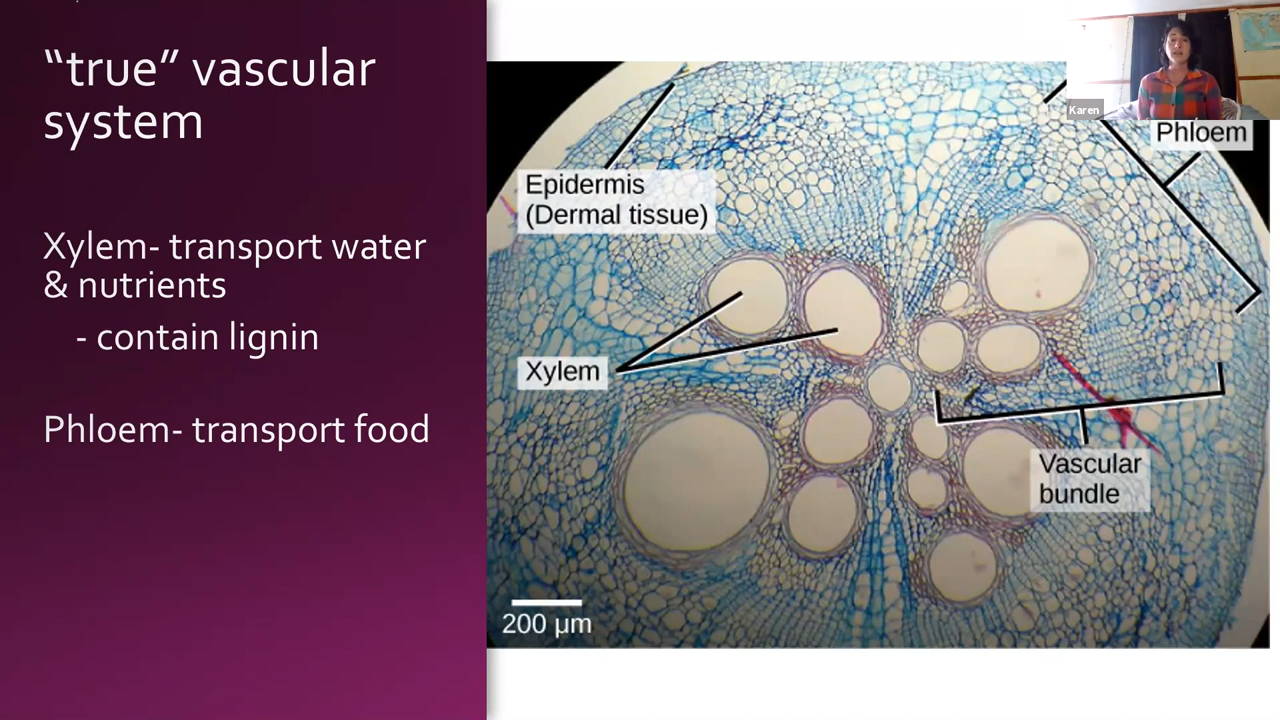 “true” vascular
system
Xylem- transport water
& nutrients
- contain lignin
Phloem- transport food
Karen
Phloem
Epidermis
(Dermal tissue)
Xylem
Vascular
bundle
200 µm